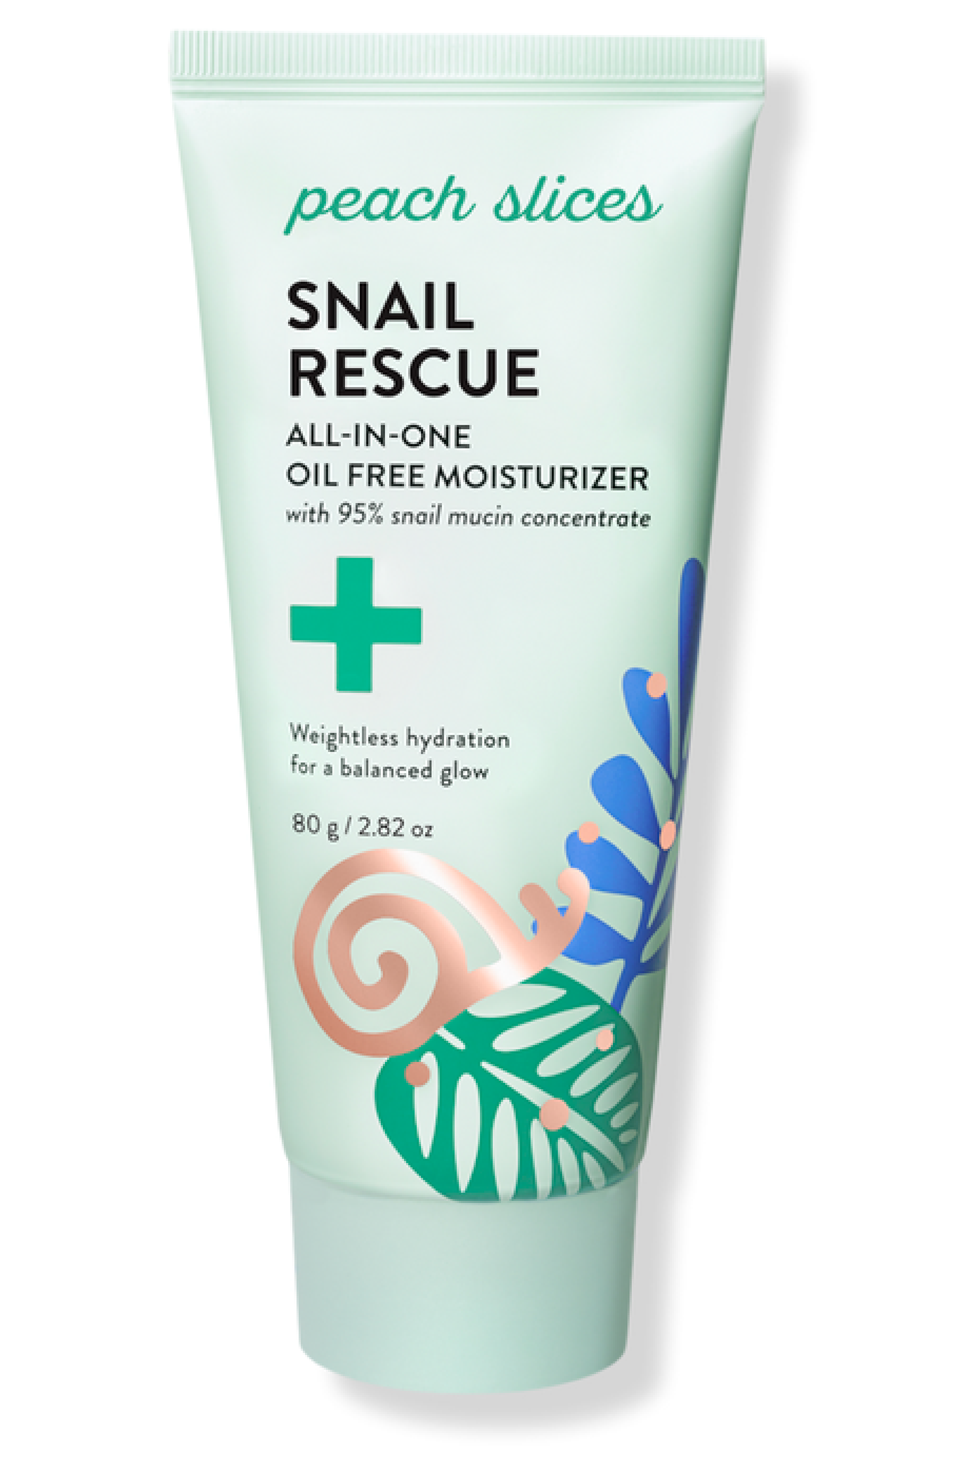 peach slices
SNAIL
RESCUE
ALL-IN-ONE
OIL FREE MOISTURIZER
with 95% snail mucin concentrate
Weightless hydration
for a balanced glow
80 g / 2.82 oz